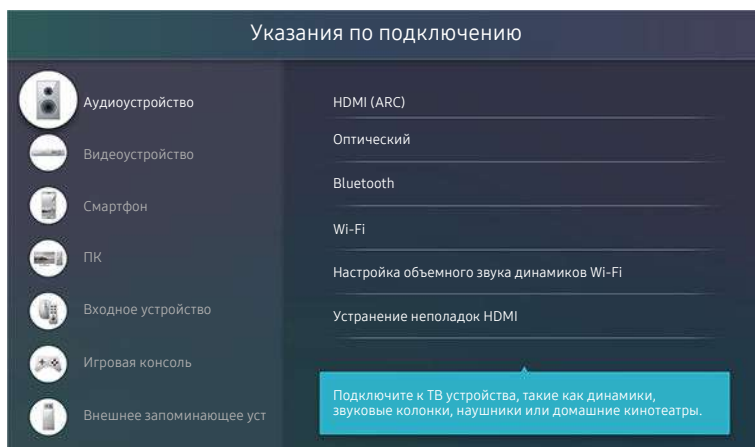 Указания по подключению
Аудиоустройство
Видеоустройство
Смартфон
ПК
Входное устройство
Игровая консоль
Внешнее запоминающее уст
HDMI (ARC)
Оптический
Bluetooth
Wi-Fi
Настройка объемного звука динамиков Wi-Fi
Устранение неполадок HDMI
Подключите к ТВ устройства, такие как динамики,
звуковые колонки, наушники или домашние кинотеатры.